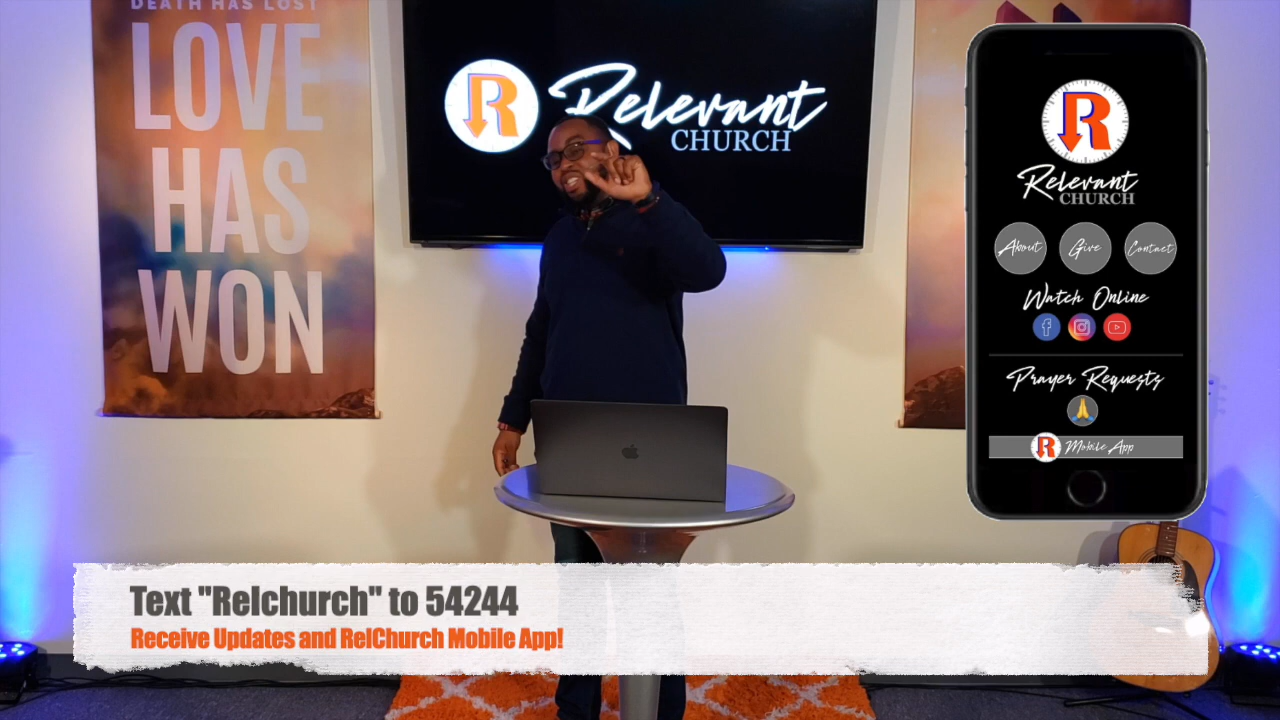 DEATH HAS LOST
LOVE
HAS
WON
R Relevant
CHURCH
R
Relevant
CHURCH
About Give Contact
Watch Online
Prayer Requests
R Mobile App
Text "Relchurch" to 54244
Receive Updates and RelChurch Mobile App!